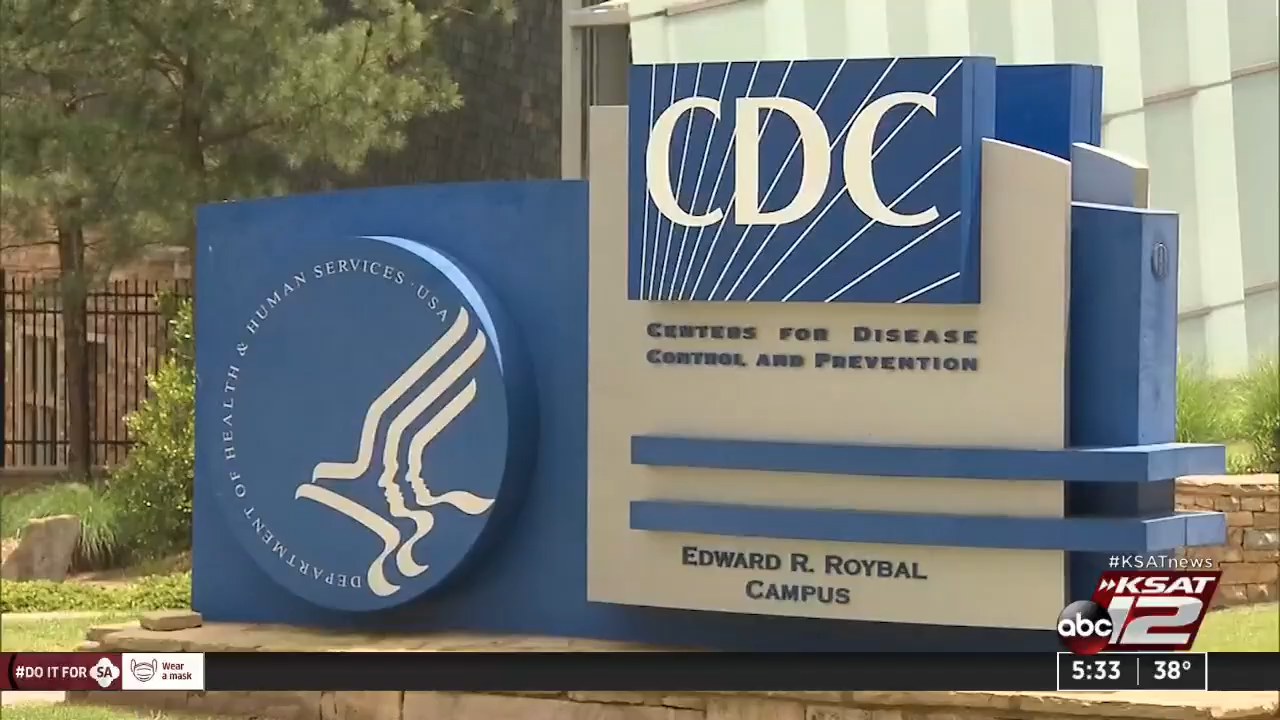 CDC
CENTERS FOR DISEASE
CONTROL AND PREVENTION
DEPARTMENT OF HEALTH & HUMAN SERVICES · USA
EDWARD R. ROYBAL
CAMPUS
#KSATnews
KSAT
abc 12
#DO IT FOR SA
Wear
a mask
5:33 38°